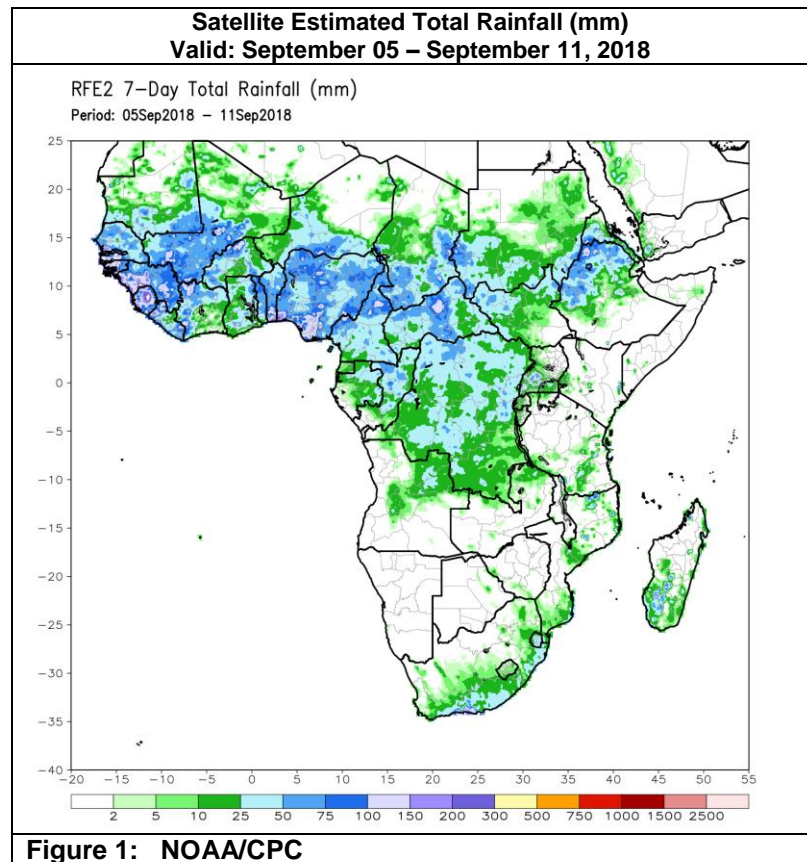 Satellite Estimated Total Rainfall (mm)
Valid: September 05 – September 11, 2018
RFE2 7–Day Total Rainfall (mm)
Period: 05Sep2018 – 11Sep2018
25
20
15
10
5
0
−5
−10
−15
−20
−25
−30
−35
−40
−20 −15 −10 −5 0 5 10 15 20 25 30 35 40 45 50 55
2 5 10 25 50 75 100 150 200 300 500 750 1000 1500 2500
Figure 1: NOAA/CPC